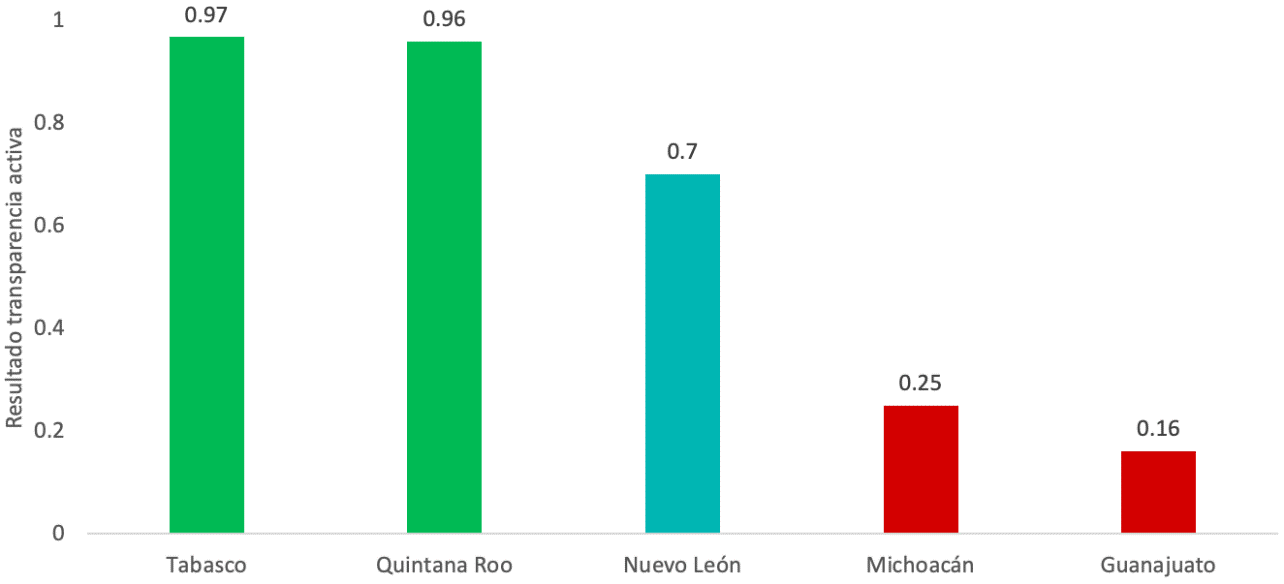 Resultado transparencia activa
1
0.8
0.6
0.4
0.2
0
0.97
0.96
0.7
0.25
0.16
Tabasco
Quintana Roo
Nuevo León
Michoacán
Guanajuato